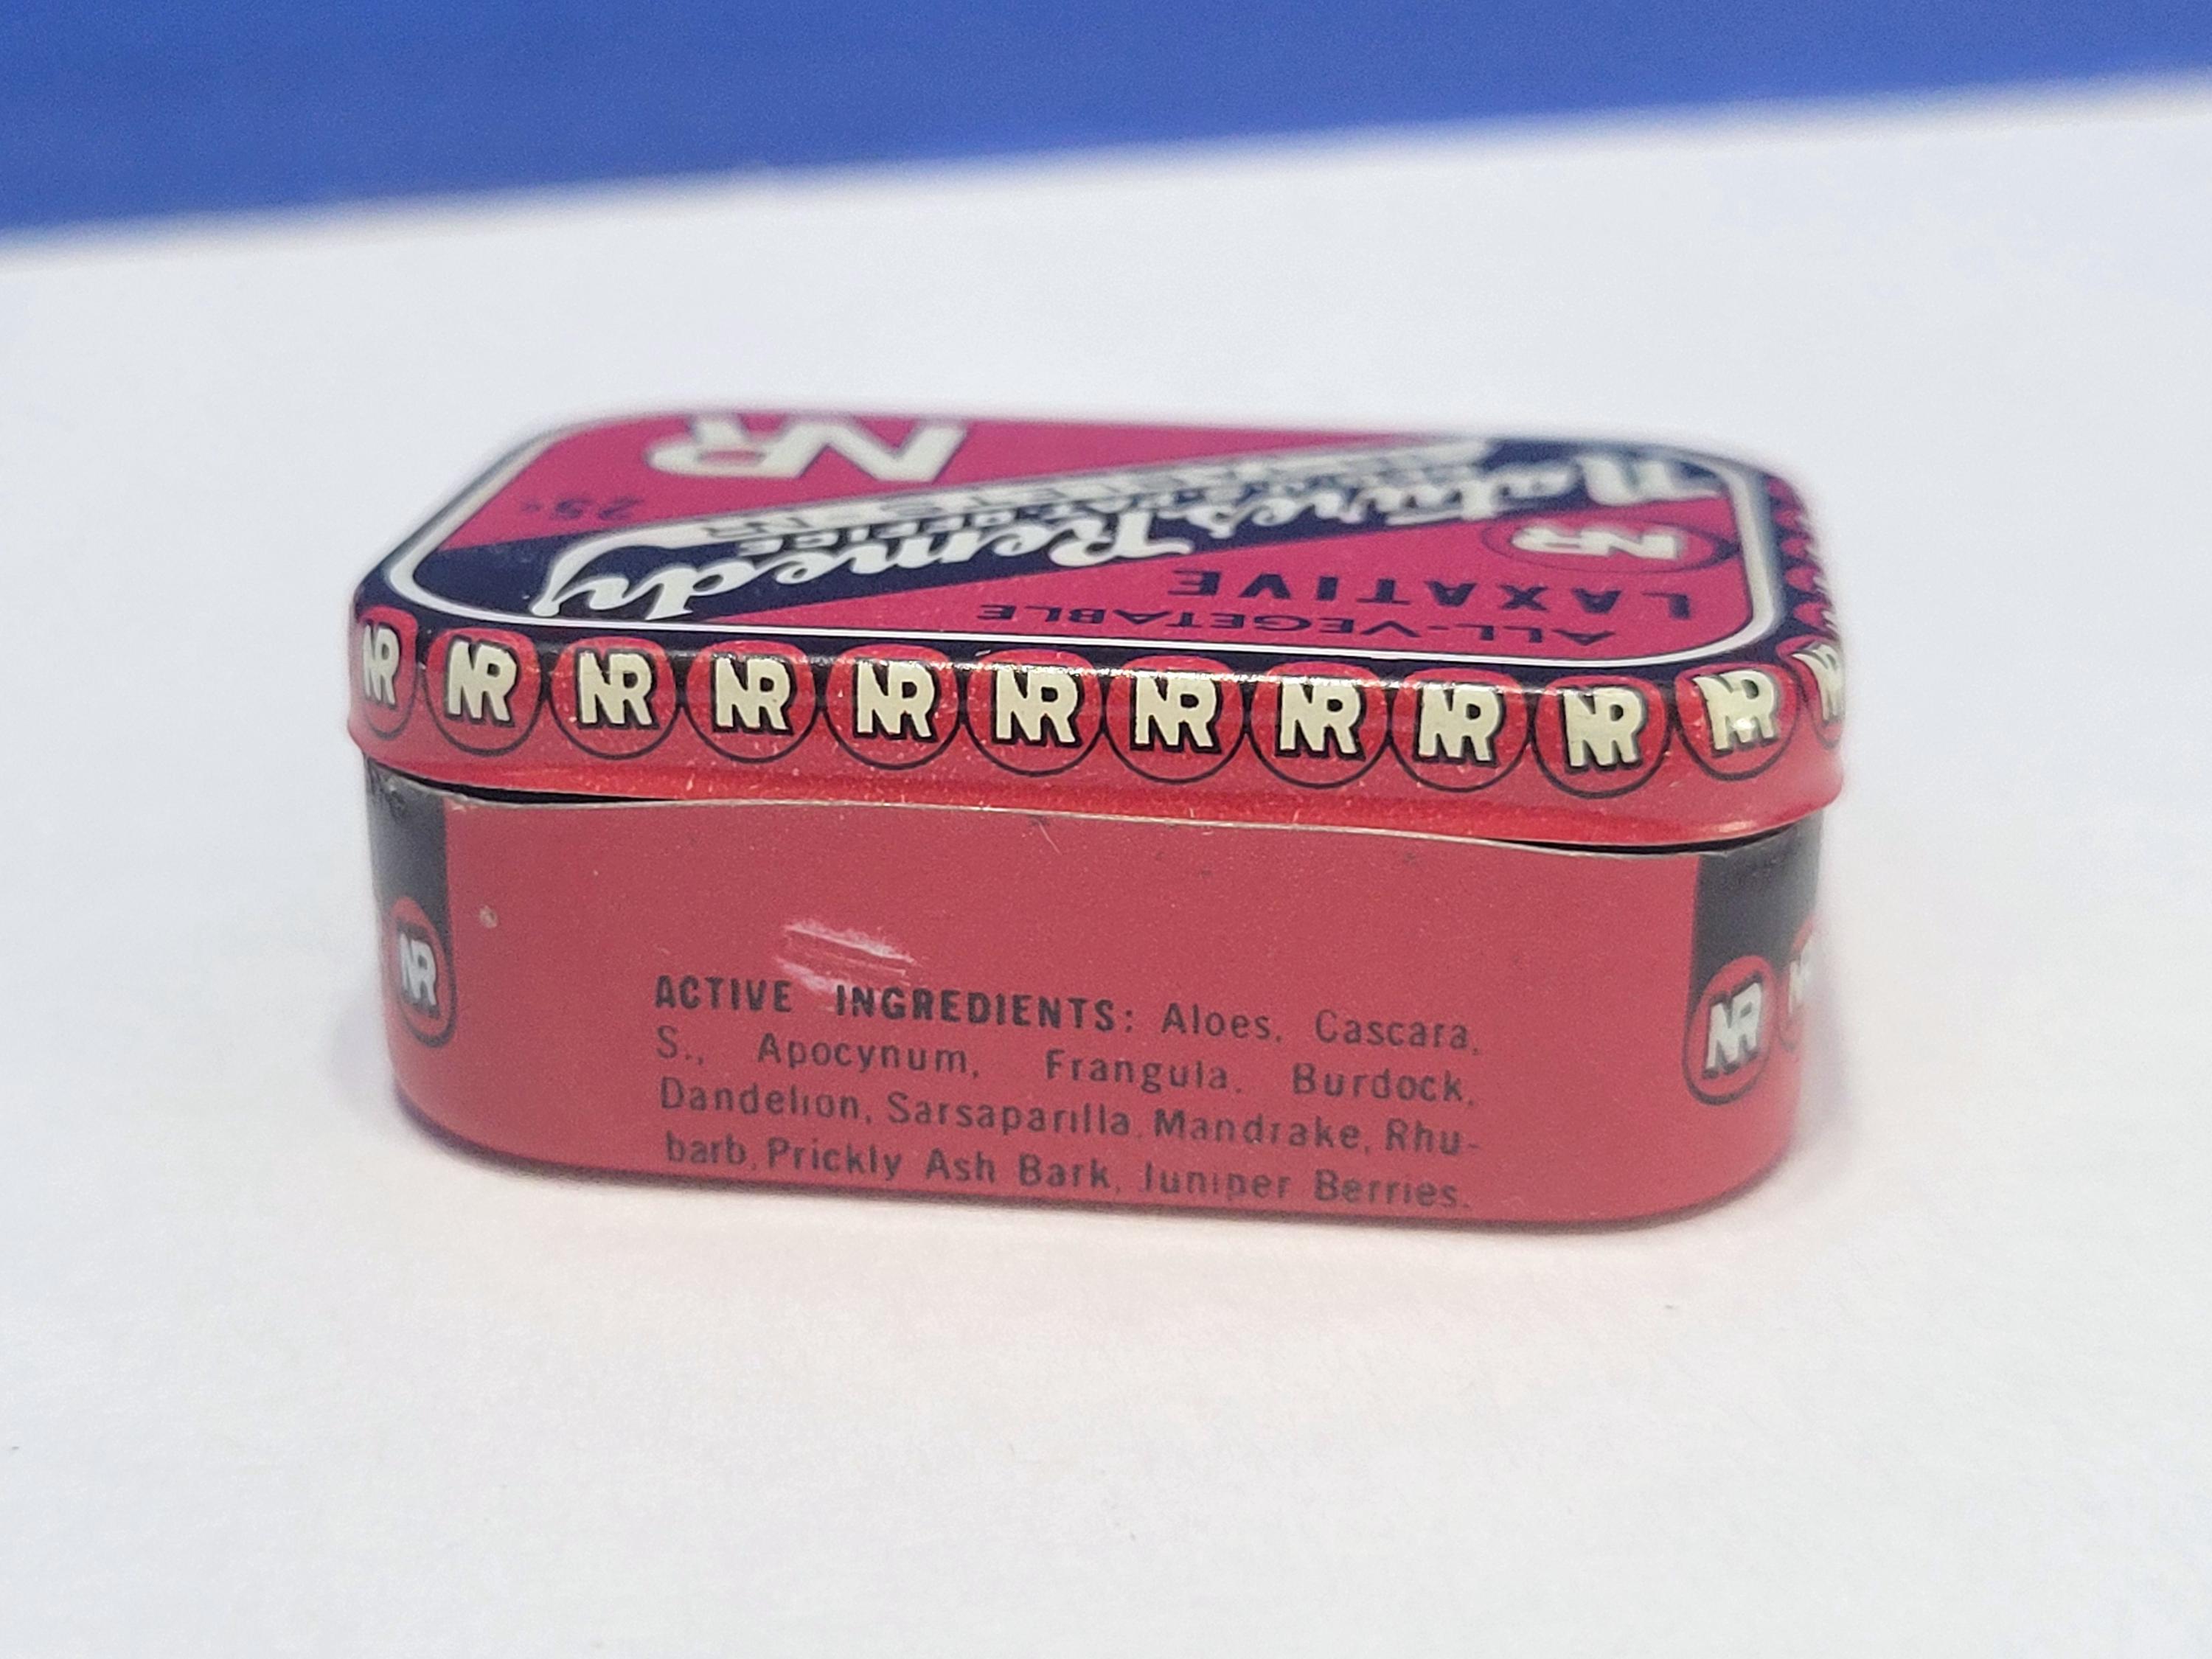 NR
25¢
Nature's Remedy
NR
LAXATIVE
ALL-VEGETABLE
NR NR NR NR NR NR NR NR NR NR NR NR
NR
NR
ACTIVE INGREDIENTS: Aloes, Cascara,
S., Apocynum, Frangula, Burdock,
Dandelion, Sarsaparilla, Mandrake, Rhu-
barb, Prickly Ash Bark, Juniper Berries.